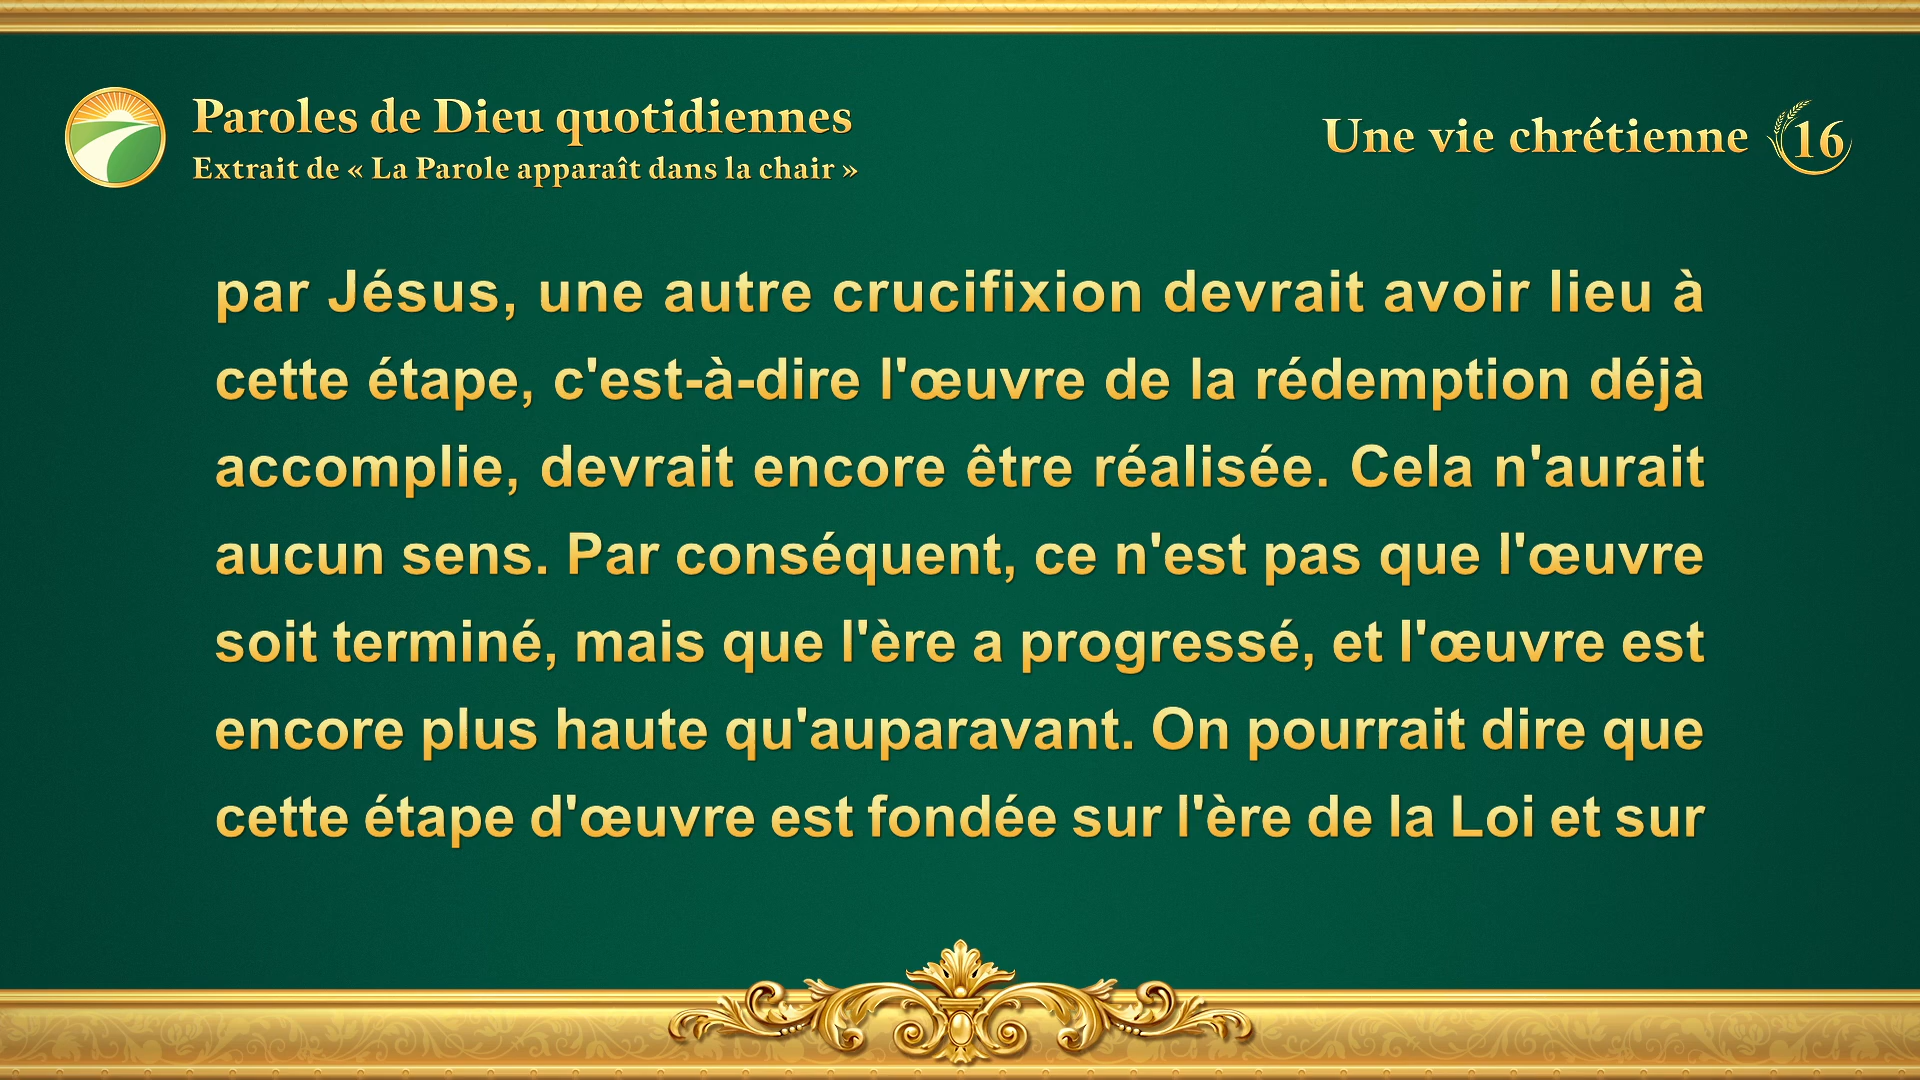 Paroles de Dieu quotidiennes
Extrait de « La Parole apparaît dans la chair »
Une vie chrétienne 16
par Jésus, une autre crucifixion devrait avoir lieu à
cette étape, c'est-à-dire l'œuvre de la rédemption déjà
accomplie, devrait encore être réalisée. Cela n'aurait
aucun sens. Par conséquent, ce n'est pas que l'œuvre
soit terminé, mais que l'ère a progressé, et l'œuvre est
encore plus haute qu'auparavant. On pourrait dire que
cette étape d'œuvre est fondée sur l'ère de la Loi et sur